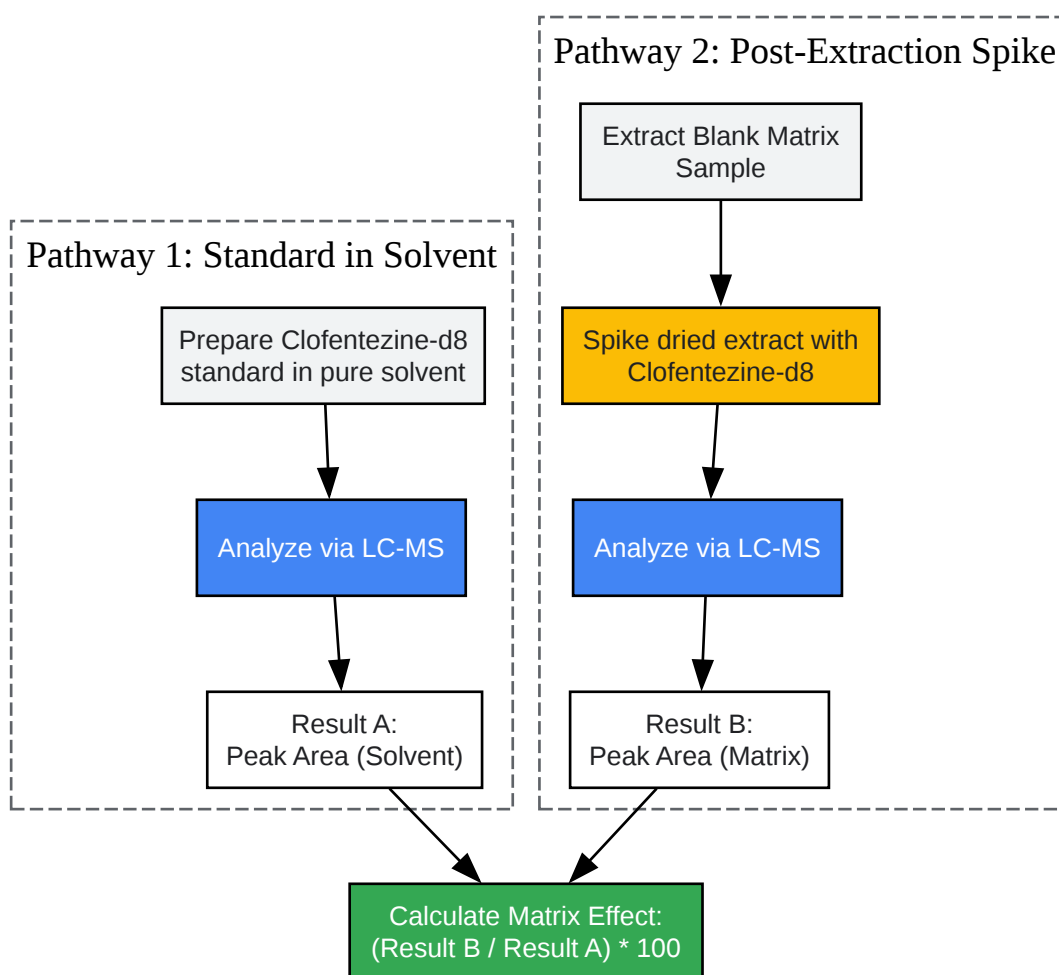 Pathway 2: Post-Extraction Spike
Extract Blank Matrix
Sample
Pathway 1: Standard in Solvent
Prepare Clofentezine-d8
standard in pure solvent
Spike dried extract with
Clofentezine-d8
Analyze via LC-MS
Analyze via LC-MS
Result A:
Peak Area (Solvent)
Result B:
Peak Area (Matrix)
Calculate Matrix Effect:
(Result B / Result A) * 100